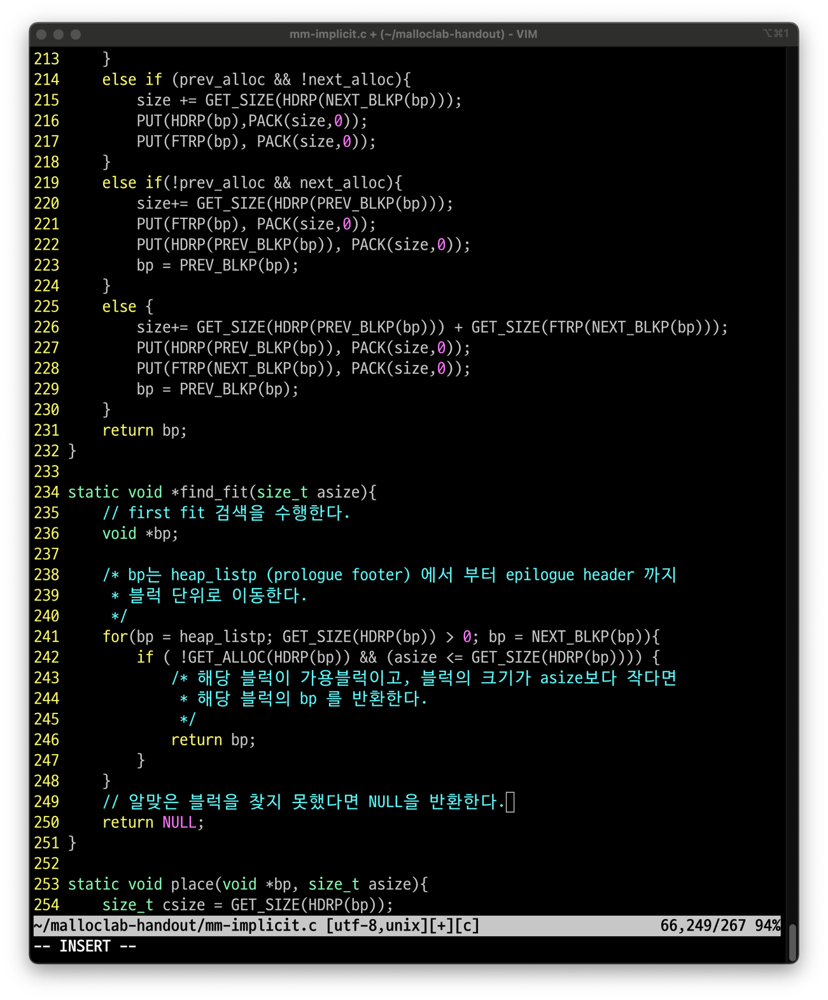 mm-implicit.c + (~/malloclab-handout) - VIM
⌥⌘1
213     }
214     else if (prev_alloc && !next_alloc){
215         size += GET_SIZE(HDRP(NEXT_BLKP(bp)));
216         PUT(HDRP(bp),PACK(size,0));
217         PUT(FTRP(bp), PACK(size,0));
218     }
219     else if(!prev_alloc && next_alloc){
220         size+= GET_SIZE(HDRP(PREV_BLKP(bp)));
221         PUT(FTRP(bp), PACK(size,0));
222         PUT(HDRP(PREV_BLKP(bp)), PACK(size,0));
223         bp = PREV_BLKP(bp);
224     }
225     else {
226         size+= GET_SIZE(HDRP(PREV_BLKP(bp))) + GET_SIZE(FTRP(NEXT_BLKP(bp)));
227         PUT(HDRP(PREV_BLKP(bp)), PACK(size,0));
228         PUT(FTRP(NEXT_BLKP(bp)), PACK(size,0));
229         bp = PREV_BLKP(bp);
230     }
231     return bp;
232 }
233
234 static void *find_fit(size_t asize){
235     // first fit 검색을 수행한다.
236     void *bp;
237
238     /* bp는 heap_listp (prologue footer) 에서 부터 epilogue header 까지
239      * 블럭 단위로 이동한다.
240      */
241     for(bp = heap_listp; GET_SIZE(HDRP(bp)) > 0; bp = NEXT_BLKP(bp)){
242         if ( !GET_ALLOC(HDRP(bp)) && (asize <= GET_SIZE(HDRP(bp)))) {
243             /* 해당 블럭이 가용블럭이고, 블럭의 크기가 asize보다 작다면
244              * 해당 블럭의 bp 를 반환한다.
245              */
246             return bp;
247         }
248     }
249     // 알맞은 블럭을 찾지 못했다면 NULL을 반환한다.
250     return NULL;
251 }
252
253 static void place(void *bp, size_t asize){
254     size_t csize = GET_SIZE(HDRP(bp));
~/malloclab-handout/mm-implicit.c [utf-8,unix][+][c] 66,249/267 94%
-- INSERT --